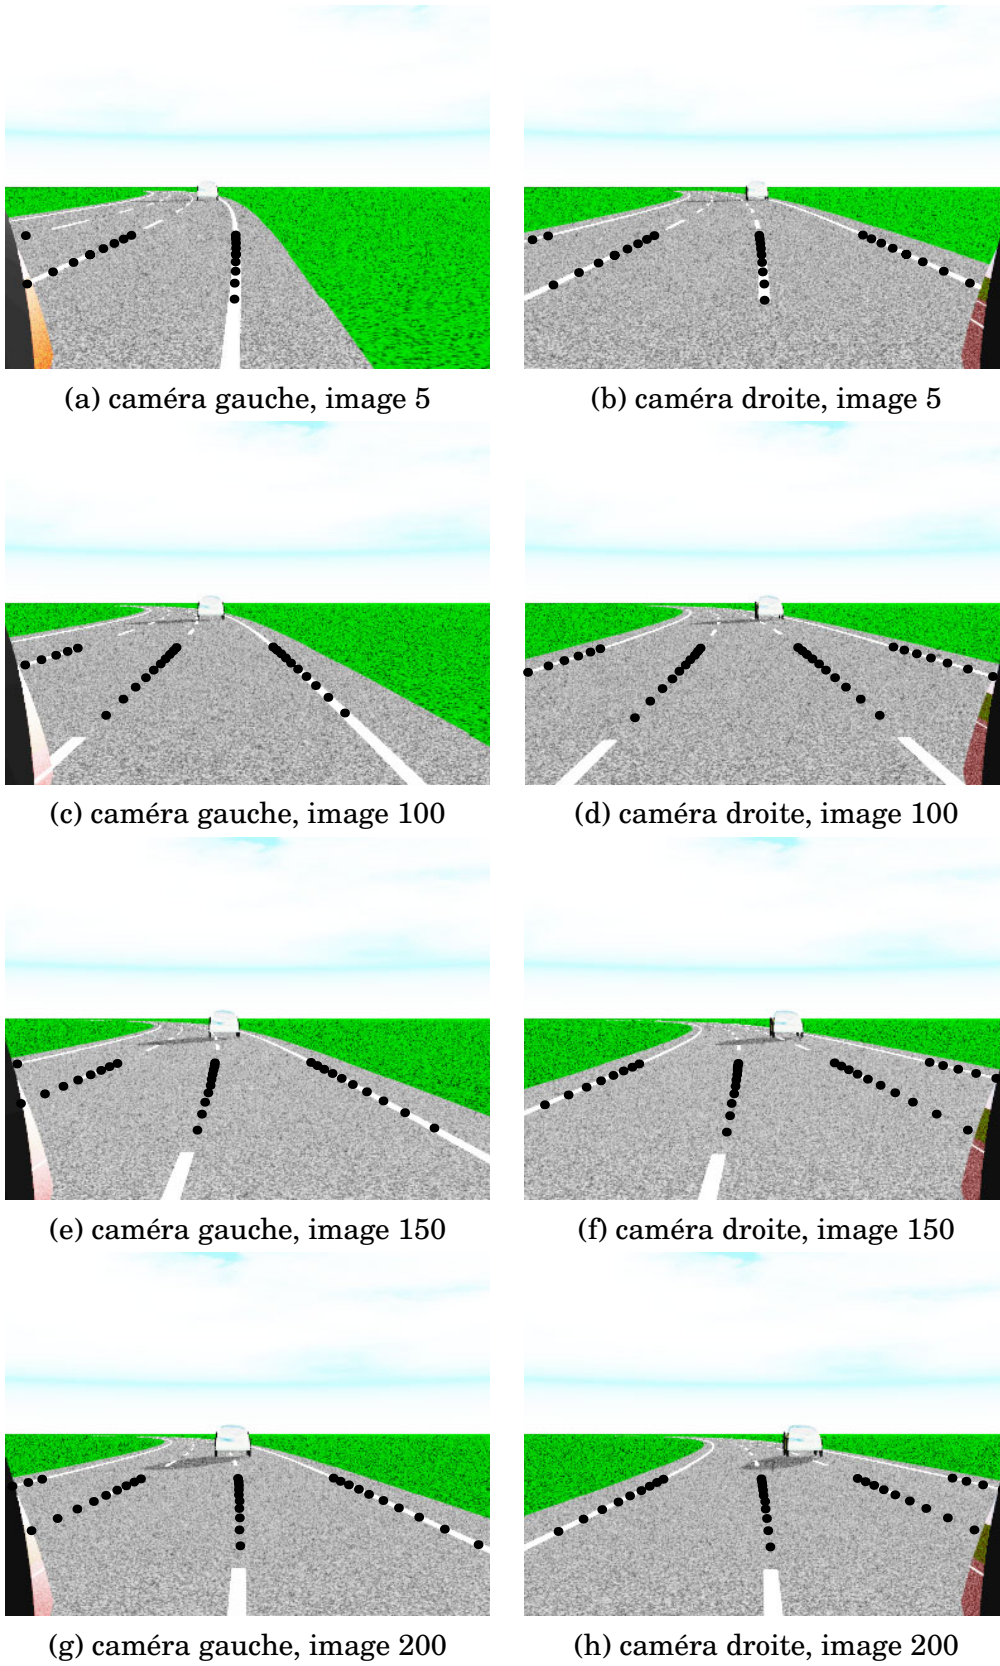 (a) caméra gauche, image 5
(b) caméra droite, image 5
(c) caméra gauche, image 100
(d) caméra droite, image 100
(e) caméra gauche, image 150
(f) caméra droite, image 150
(g) caméra gauche, image 200
(h) caméra droite, image 200